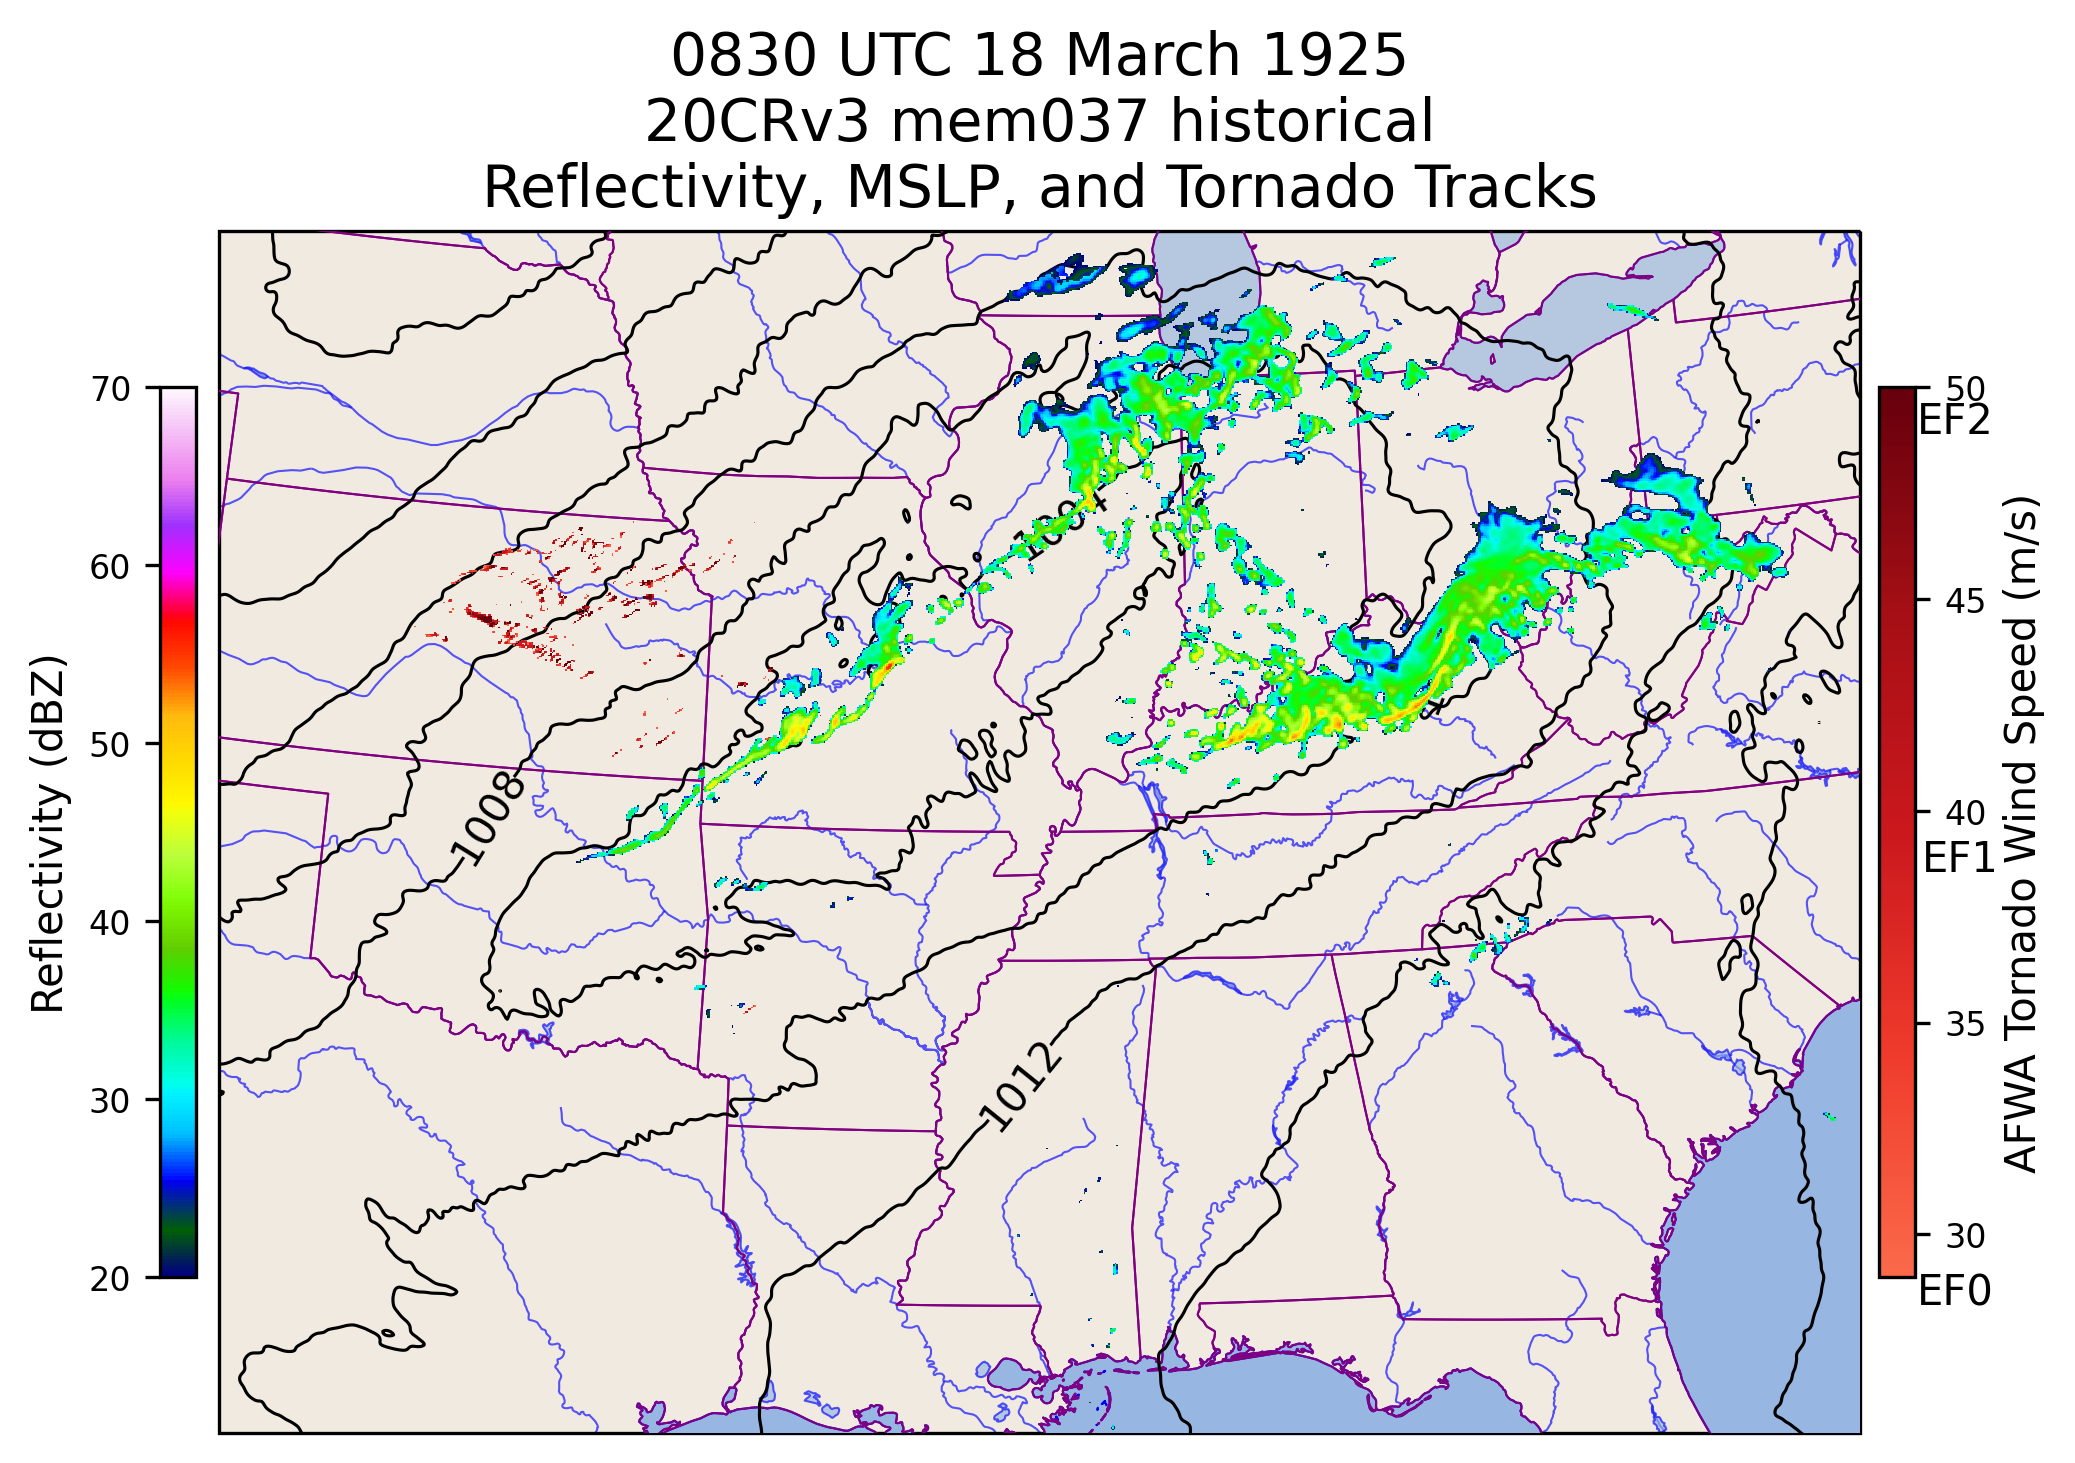 0830 UTC 18 March 1925
20CRv3 mem037 historical
Reflectivity, MSLP, and Tornado Tracks
Reflectivity (dBZ)
70
60
50
40
30
20
1004
1008
1012
50
EF2
45
40
EF1
35
30
EF0
AFWA Tornado Wind Speed (m/s)